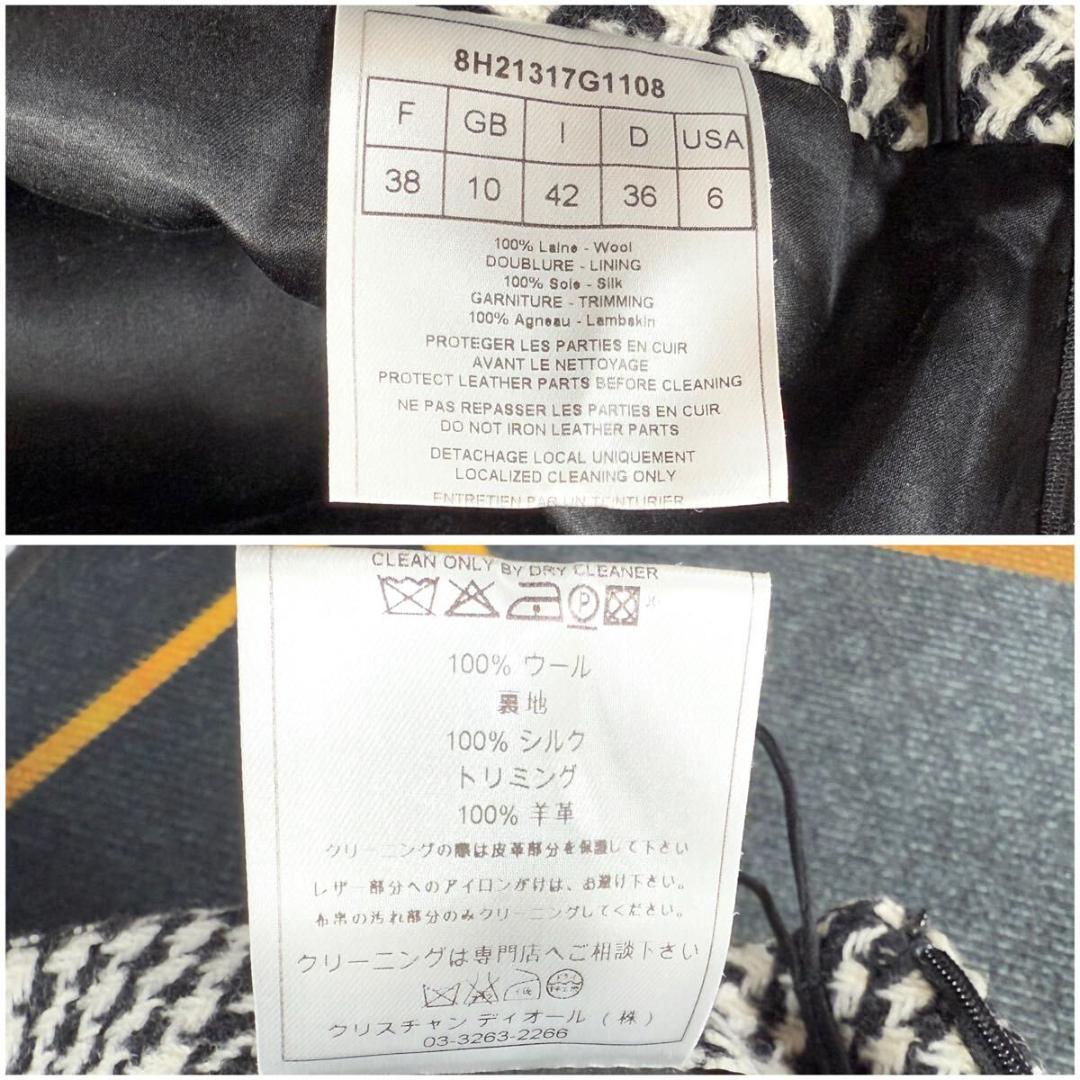 8H21317G1108
F GB I D USA
38 10 42 36 6
100% Laine - Wool
DOUBLURE - LINING
100% Soie - Silk
GARNITURE - TRIMMING
100% Agneau - Lambskin
PROTEGER LES PARTIES EN CUIR
AVANT LE NETTOYAGE
PROTECT LEATHER PARTS BEFORE CLEANING
NE PAS REPASSER LES PARTIES EN CUIR
DO NOT IRON LEATHER PARTS
DETACHAGE LOCAL UNIQUEMENT
LOCALIZED CLEANING ONLY
ENTRETIEN PAR UN TEINTURIER
CLEAN ONLY BY DRY CLEANER
P
100% ウール
裏地
100% シルク
トリミング
100% 羊革
クリーニングの際は皮革部分を保護して下さい
レザー部分へのアイロンがけは、お避け下さい。
布帛の汚れ部分のみクリーニングしてください。
クリーニングは専門店へご相談下さい
クリスチャン ディオール (株)
03-3263-2266